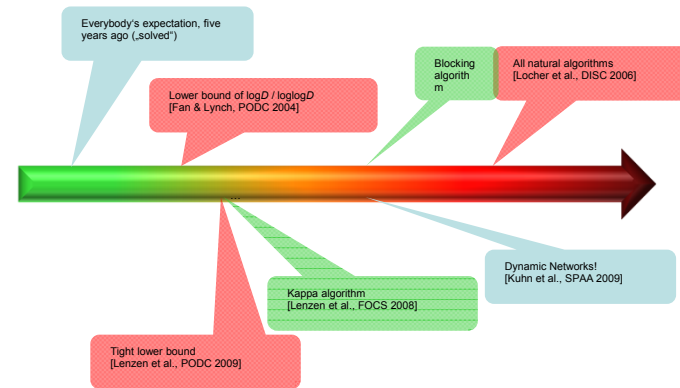 Everybody's expectation, five
years ago („solved“)
Blocking
algorith
m
All natural algorithms
[Locher et al., DISC 2006]
Lower bound of logD / loglogD
[Fan & Lynch, PODC 2004]
...
Dynamic Networks!
[Kuhn et al., SPAA 2009]
Kappa algorithm
[Lenzen et al., FOCS 2008]
Tight lower bound
[Lenzen et al., PODC 2009]